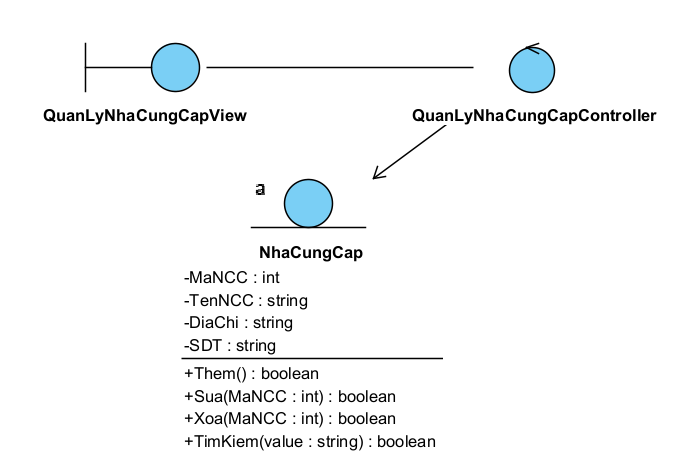 QuanLyNhaCungCapView
QuanLyNhaCungCapController
a
NhaCungCap
-MaNCC : int
-TenNCC : string
-DiaChi : string
-SDT : string
+Them() : boolean
+Sua(MaNCC : int) : boolean
+Xoa(MaNCC : int) : boolean
+TimKiem(value : string) : boolean